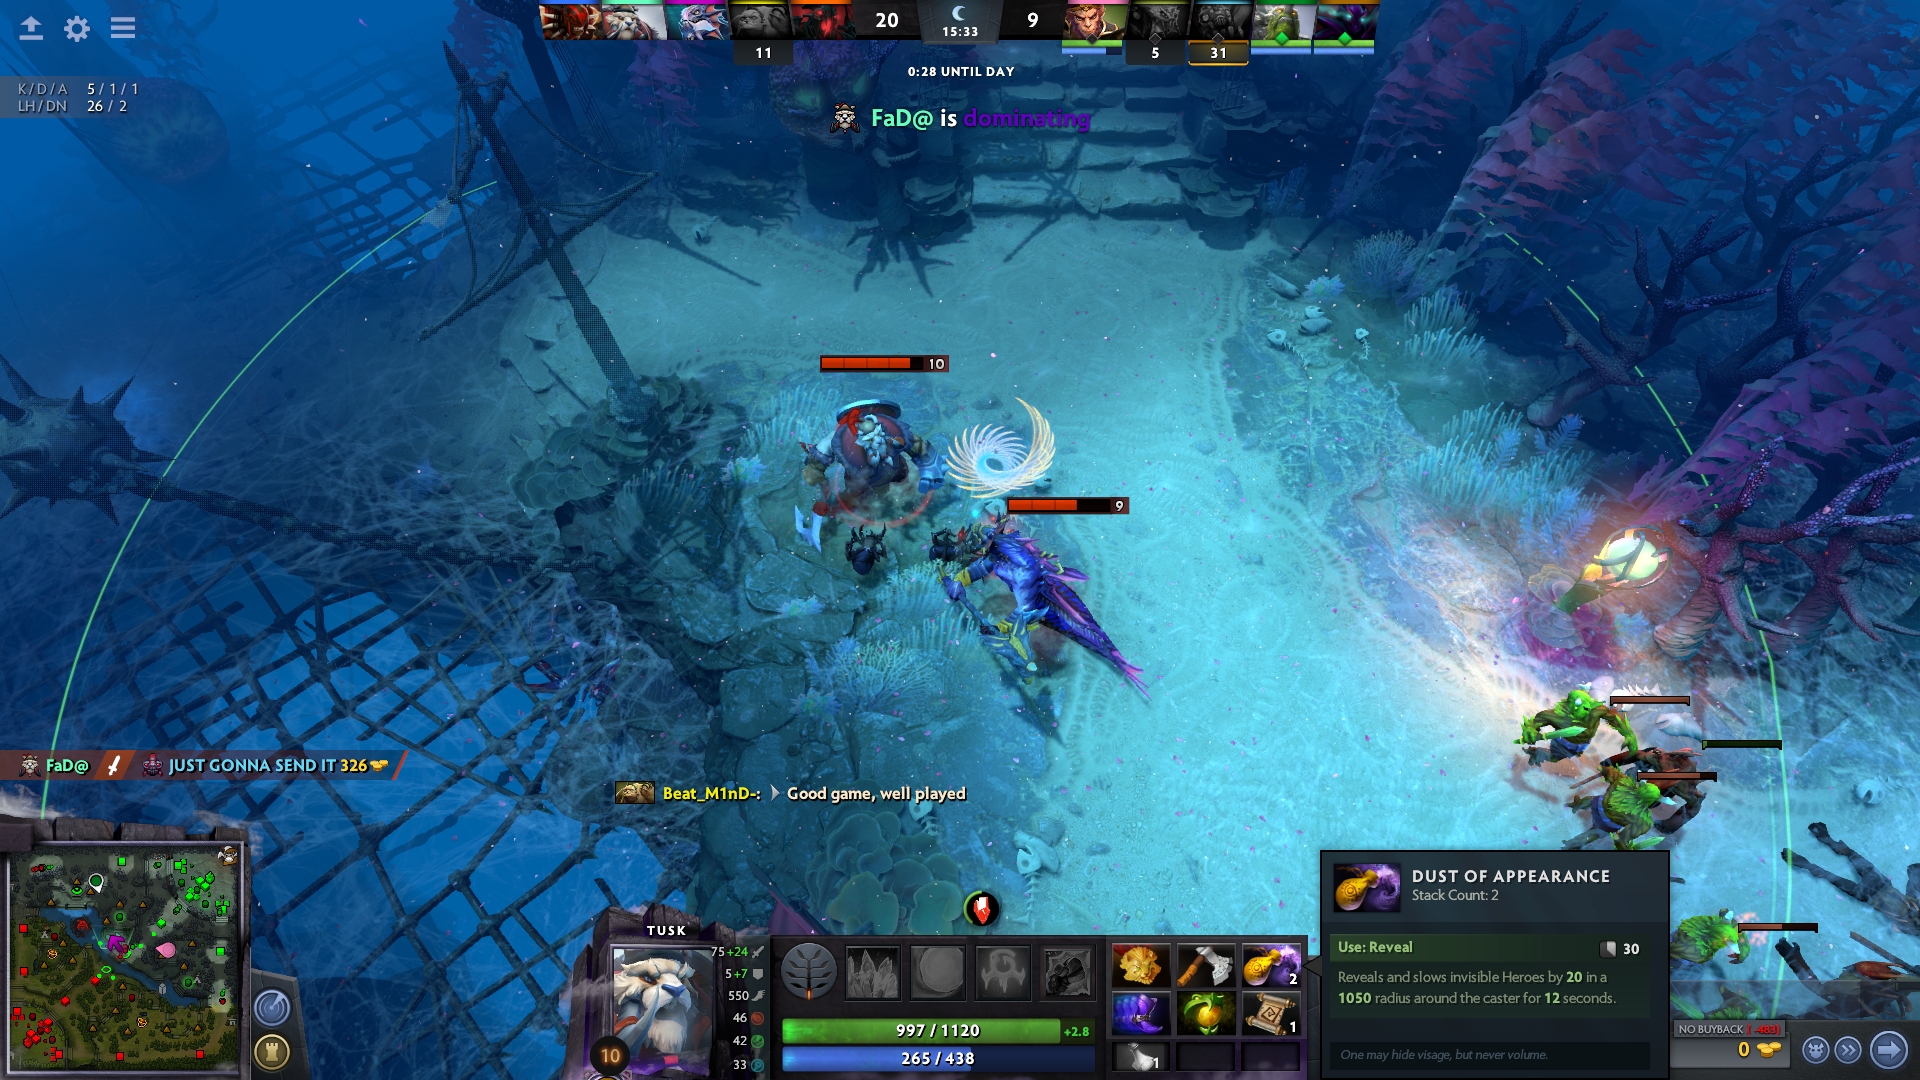 20
15:33
9
11
5
31
0:28 UNTIL DAY
K/D/A 5 / 1 / 1
LH/DN 26 / 2
FaD@ is dominating
10
9
FaD@ JUST GONNA SEND IT 326
Beat_M1nD-: Good game, well played
TUSK
75 +24
5 +7
550
46
42
33
10
997 / 1120
+2.8
265 / 438
2
1
1
DUST OF APPEARANCE
Stack Count: 2
Use: Reveal 30
Reveals and slows invisible Heroes by 20 in a
1050 radius around the caster for 12 seconds.
One may hide visage, but never volume.
NO BUYBACK ( -483)
0